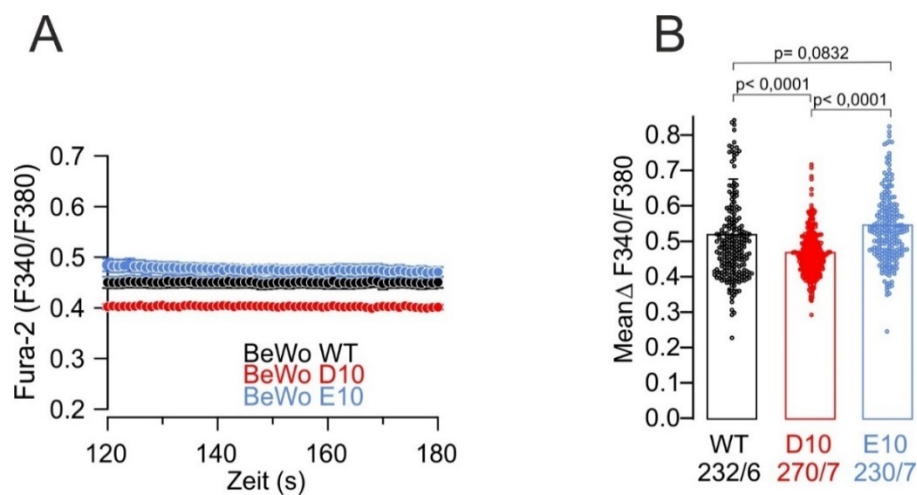 A
Fura-2 (F340/F380)
0.7
0.6
0.5
0.4
0.3
0.2
BeWo WT
BeWo D10
BeWo E10
120 140 160 180
Zeit (s)
B
p= 0,0832
p< 0,0001
p< 0,0001
Mean Δ F340/F380
0.8
0.7
0.6
0.5
0.4
0.3
0.2
0.1
0.0
WT D10 E10
232/6 270/7 230/7